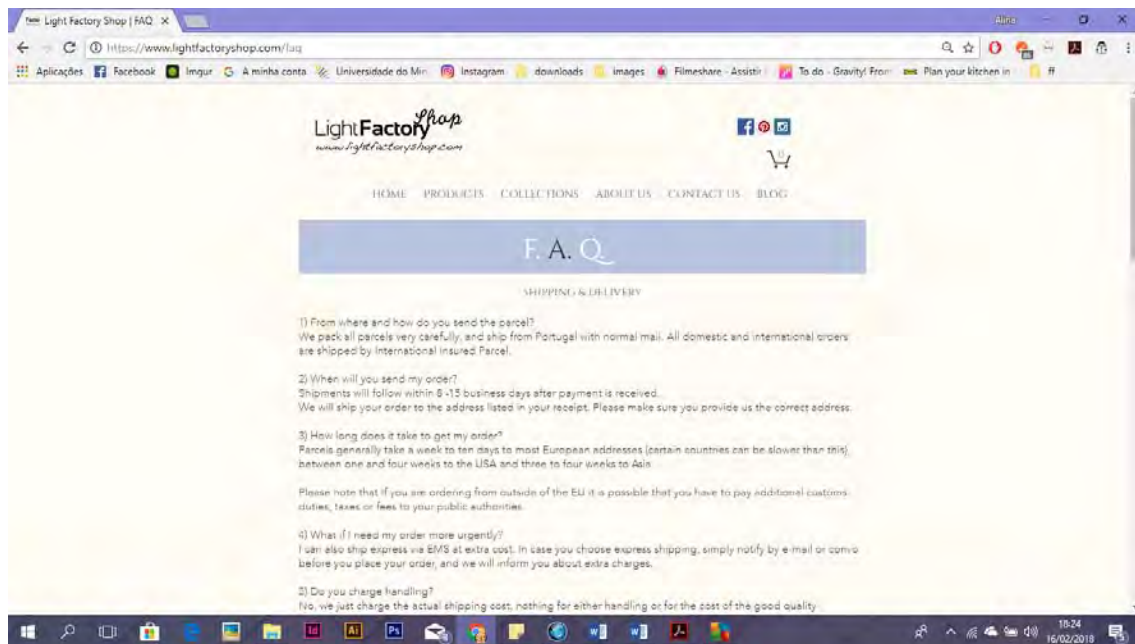 Light Factory Shop | FAQ
Alina
https://www.lightfactoryshop.com/faq
Aplicações Facebook Imgur A minha conta Universidade do Min Instagram downloads images Filmeshare - Assistir To do - Gravity! From Plan your kitchen in ff
LightFactory Shop
www.lightfactoryshop.com
0
HOME PRODUCTS COLLECTIONS ABOUT US CONTACT US BLOG
F. A. Q.
SHIPPING & DELIVERY
1) From where and how do you send the parcel?
We pack all parcels very carefully, and ship from Portugal with normal mail. All domestic and international orders
are shipped by International Insured Parcel.
2) When will you send my order?
Shipments will follow within 8 -15 business days after payment is received.
We will ship your order to the address listed in your receipt. Please make sure you provide us the correct address.
3) How long does it take to get my order?
Parcels generally take a week to ten days to most European addresses (certain countries can be slower than this),
between one and four weeks to the USA and three to four weeks to Asia.
Please note that if you are ordering from outside of the EU it is possible that you have to pay additional customs
duties, taxes or fees to your public authorities.
4) What if I need my order more urgently?
I can also ship express via EMS at extra cost. In case you choose express shipping, simply notify by e-mail or convo
before you place your order, and we will inform you about extra charges.
5) Do you charge handling?
No, we just charge the actual shipping cost, nothing for either handling or for the cost of the good quality
Id Ai Ps
18:24
16/02/2018